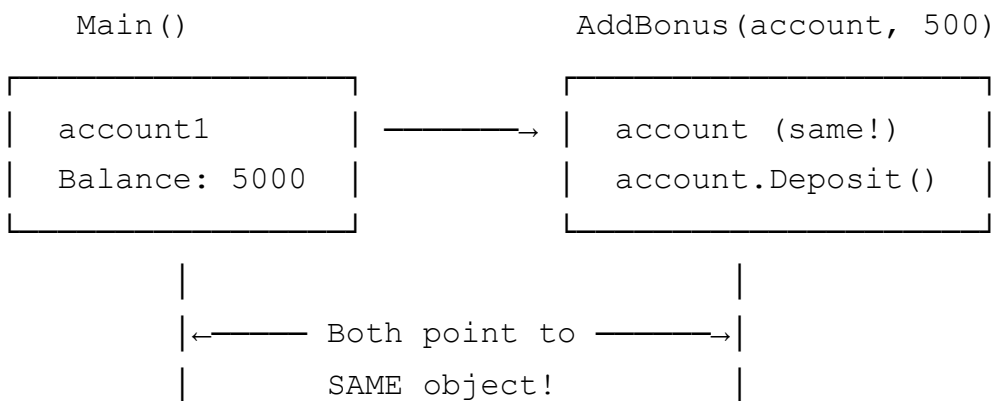 Main()
AddBonus(account, 500)
account1
Balance: 5000
account (same!)
account.Deposit()
Both point to
SAME object!